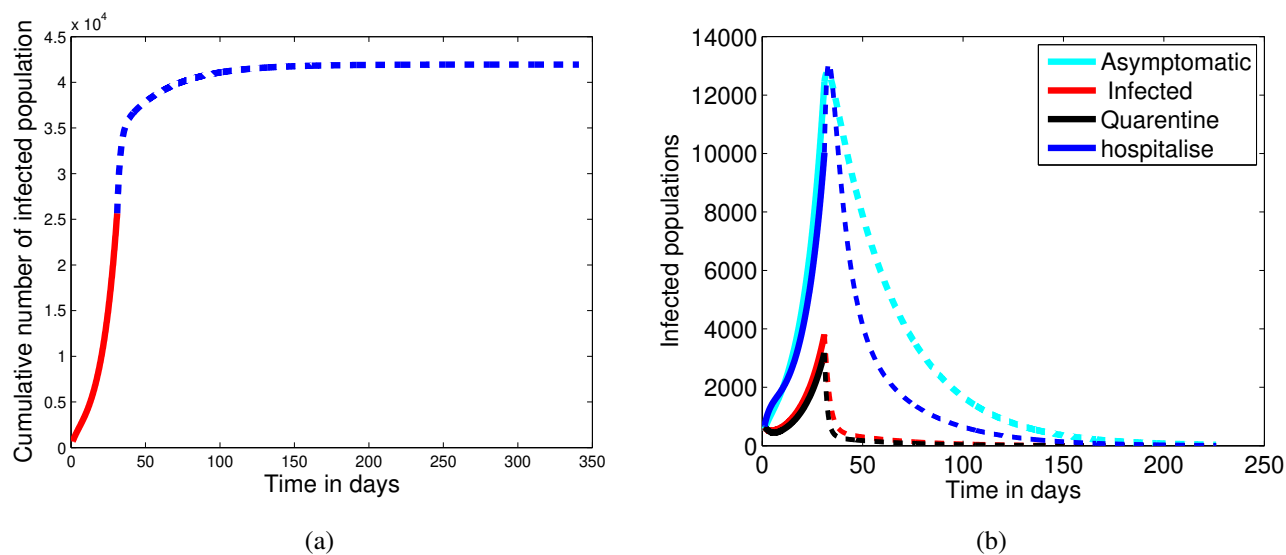 x 10⁴
4.5
4
3.5
3
2.5
2
1.5
1
0.5
0
Cumulative number of infected population
0 50 100 150 200 250 300 350
Time in days
(a)
14000
12000
10000
8000
6000
4000
2000
0
Infected populations
Asymptomatic
Infected
Quarentine
hospitalise
0 50 100 150 200 250
Time in days
(b)